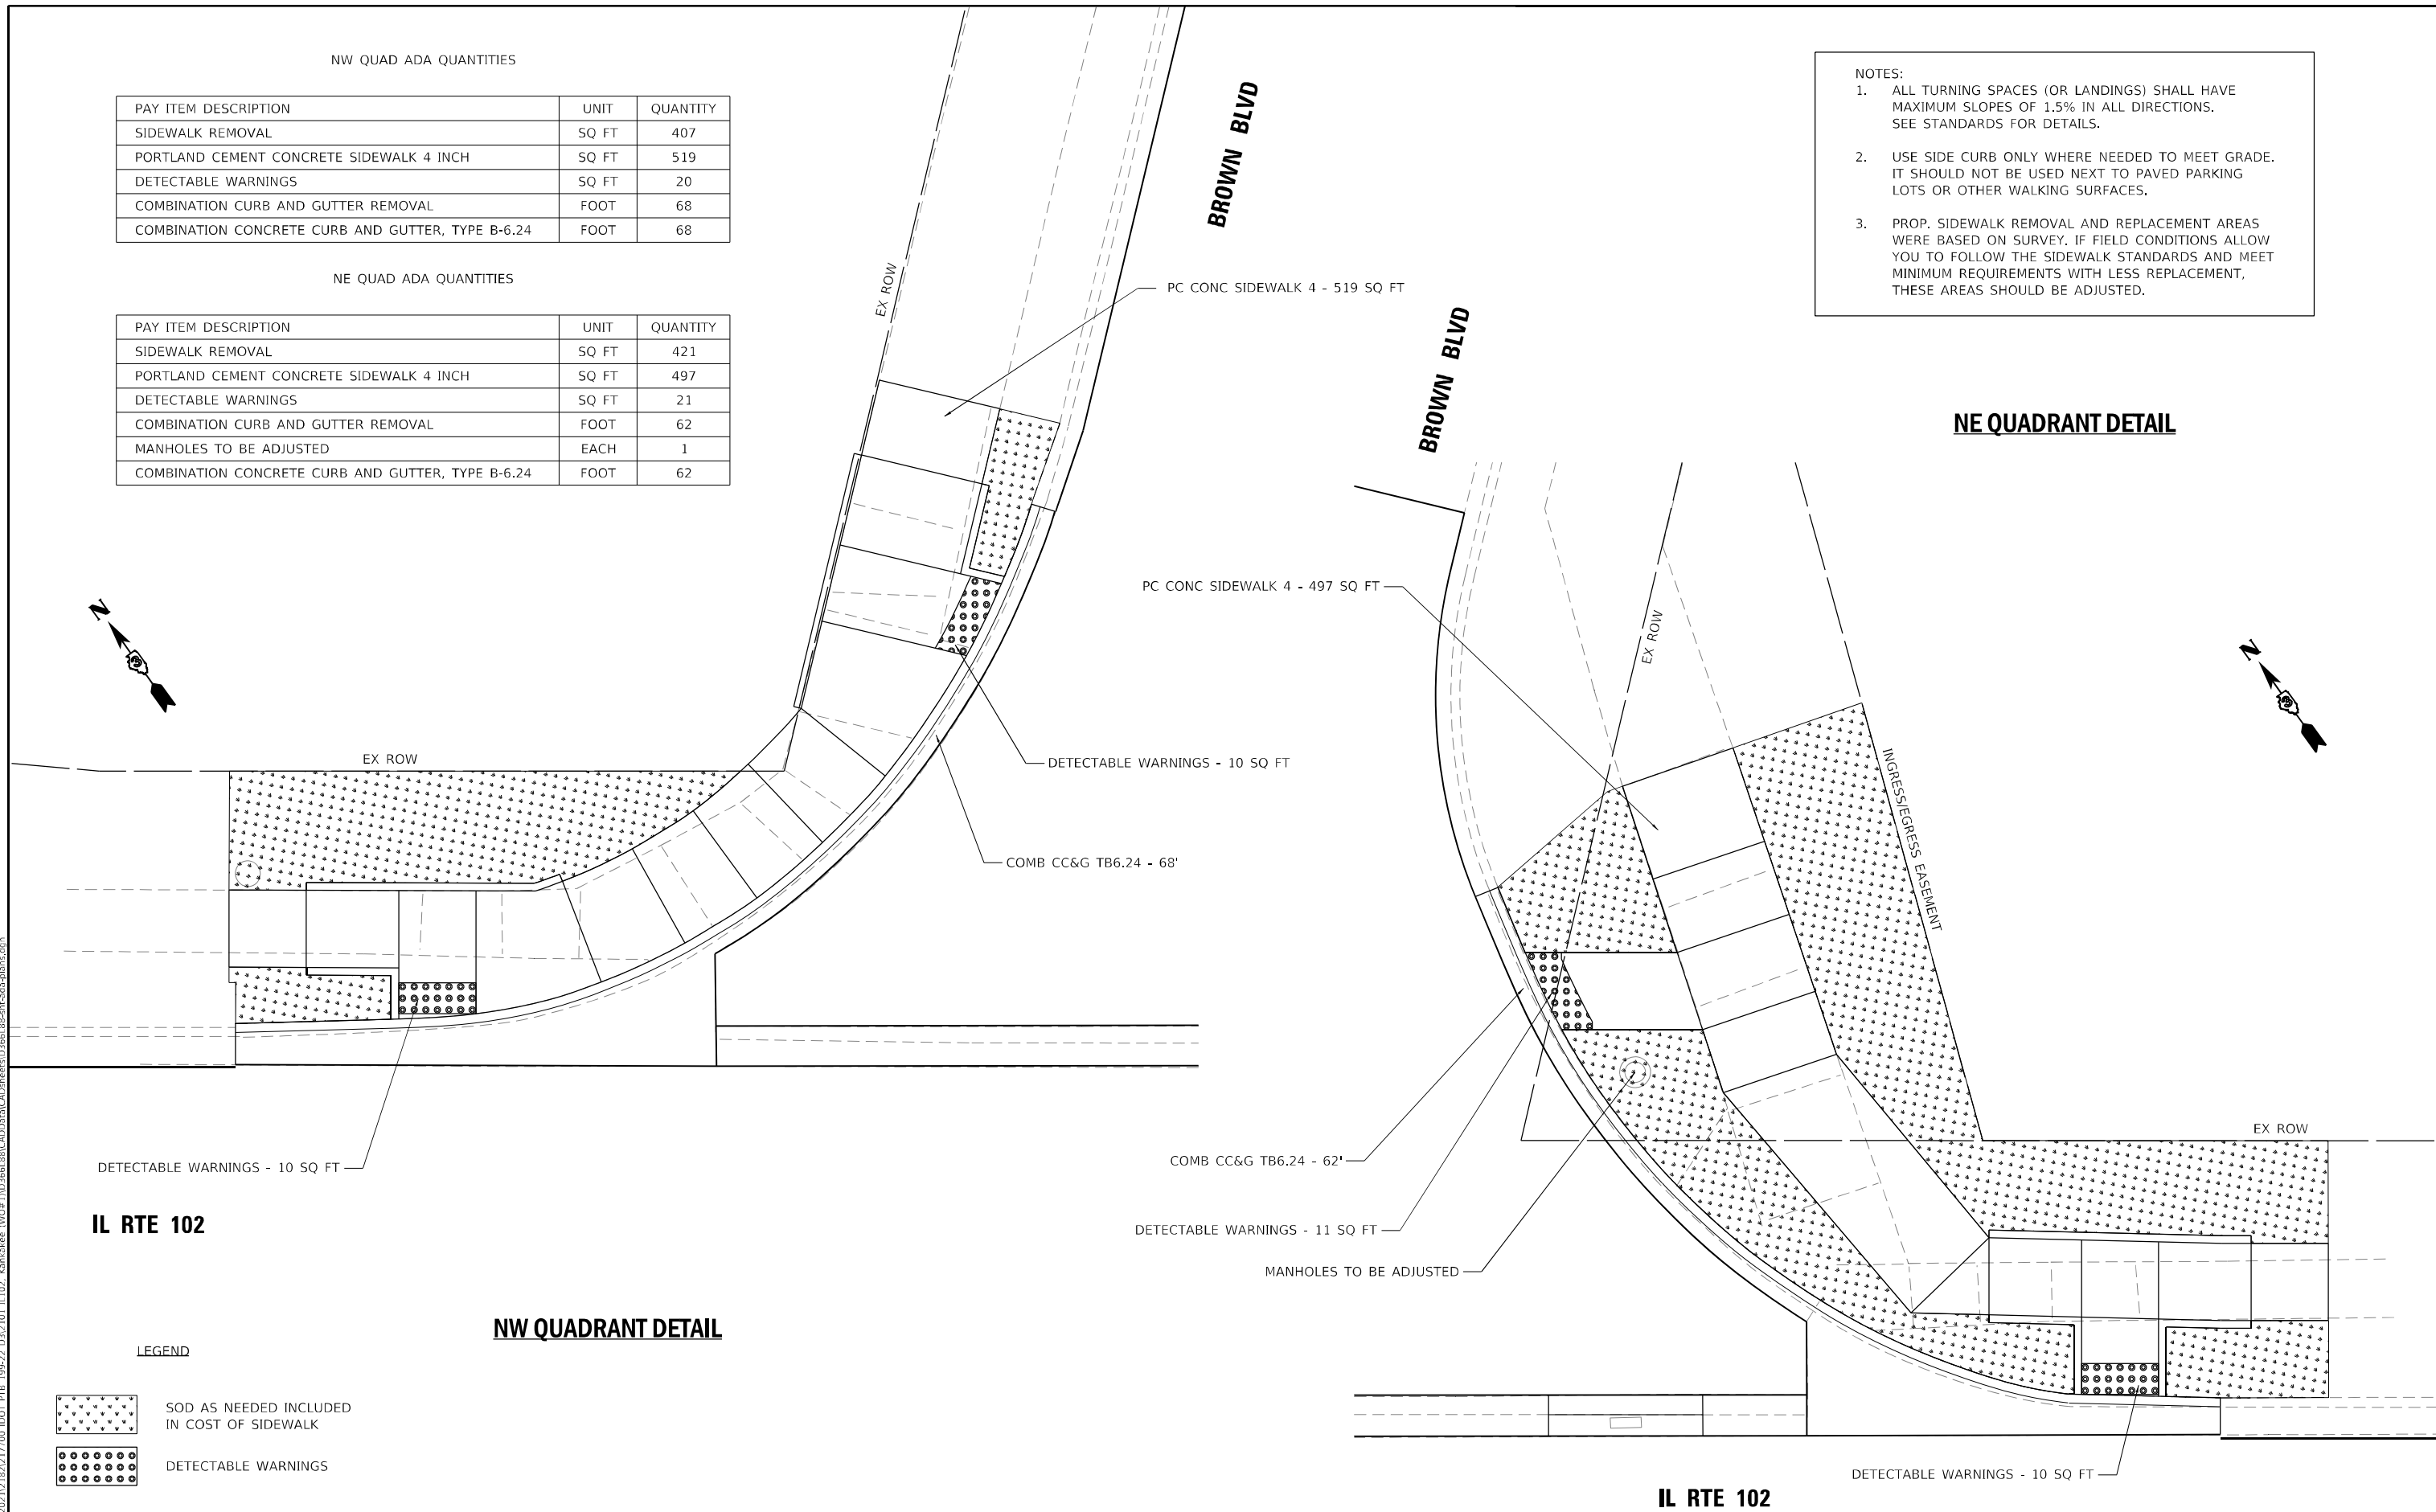 NW QUAD ADA QUANTITIES
PAY ITEM DESCRIPTION UNIT QUANTITY
SIDEWALK REMOVAL SQ FT 407
PORTLAND CEMENT CONCRETE SIDEWALK 4 INCH SQ FT 519
DETECTABLE WARNINGS SQ FT 20
COMBINATION CURB AND GUTTER REMOVAL FOOT 68
COMBINATION CONCRETE CURB AND GUTTER, TYPE B-6.24 FOOT 68
NE QUAD ADA QUANTITIES
PAY ITEM DESCRIPTION UNIT QUANTITY
SIDEWALK REMOVAL SQ FT 421
PORTLAND CEMENT CONCRETE SIDEWALK 4 INCH SQ FT 497
DETECTABLE WARNINGS SQ FT 21
COMBINATION CURB AND GUTTER REMOVAL FOOT 62
MANHOLES TO BE ADJUSTED EACH 1
COMBINATION CONCRETE CURB AND GUTTER, TYPE B-6.24 FOOT 62
BROWN BLVD
EX ROW
PC CONC SIDEWALK 4 - 519 SQ FT
N
EX ROW
DETECTABLE WARNINGS - 10 SQ FT
COMB CC&G TB6.24 - 68'
DETECTABLE WARNINGS - 10 SQ FT
IL RTE 102
NW QUADRANT DETAIL
LEGEND
SOD AS NEEDED INCLUDED
IN COST OF SIDEWALK
DETECTABLE WARNINGS
NOTES:
1. ALL TURNING SPACES (OR LANDINGS) SHALL HAVE
MAXIMUM SLOPES OF 1.5% IN ALL DIRECTIONS.
SEE STANDARDS FOR DETAILS.
2. USE SIDE CURB ONLY WHERE NEEDED TO MEET GRADE.
IT SHOULD NOT BE USED NEXT TO PAVED PARKING
LOTS OR OTHER WALKING SURFACES.
3. PROP. SIDEWALK REMOVAL AND REPLACEMENT AREAS
WERE BASED ON SURVEY. IF FIELD CONDITIONS ALLOW
YOU TO FOLLOW THE SIDEWALK STANDARDS AND MEET
MINIMUM REQUIREMENTS WITH LESS REPLACEMENT,
THESE AREAS SHOULD BE ADJUSTED.
NE QUADRANT DETAIL
BROWN BLVD
PC CONC SIDEWALK 4 - 497 SQ FT
EX ROW
N
INGRESS/EGRESS EASEMENT
EX ROW
COMB CC&G TB6.24 - 62'
DETECTABLE WARNINGS - 11 SQ FT
MANHOLES TO BE ADJUSTED
DETECTABLE WARNINGS - 10 SQ FT
IL RTE 102